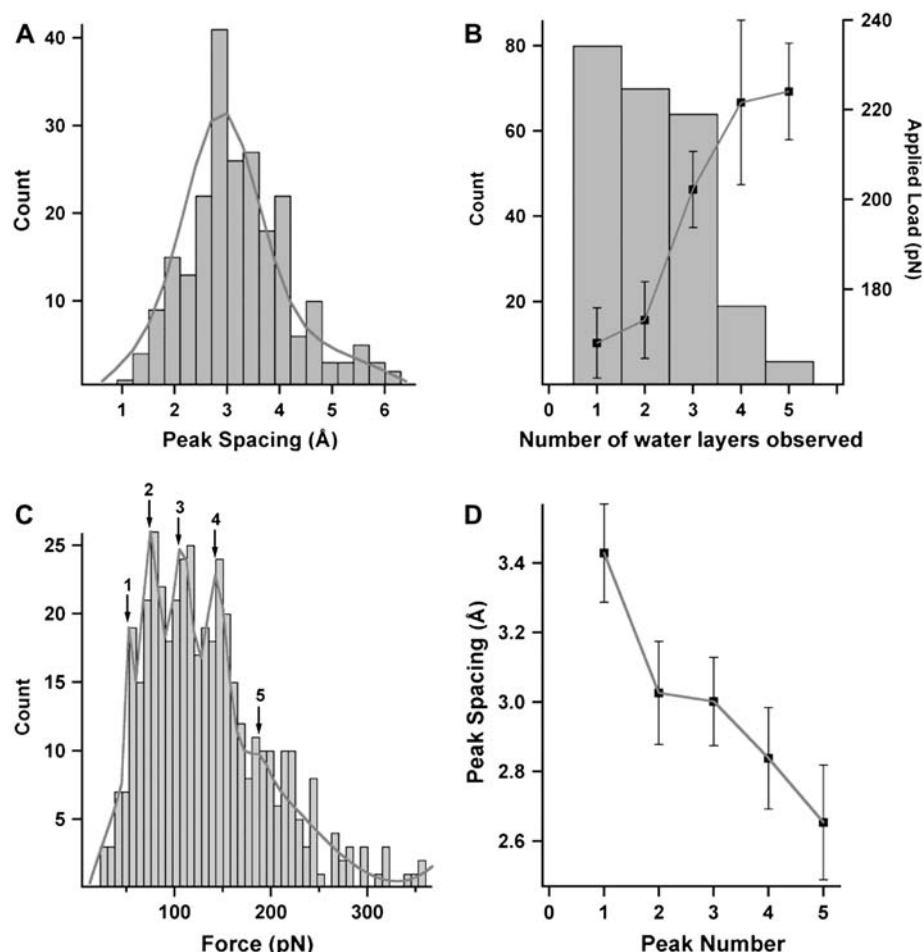 A
40
30
20
10
Count
1 2 3 4 5 6
Peak Spacing (Å)
B
80
60
40
20
Count
240
220
200
180
Applied Load (pN)
0 1 2 3 4 5
Number of water layers observed
C
25
20
15
10
5
Count
1
2
3
4
5
100 200 300
Force (pN)
D
3.4
3.2
3.0
2.8
2.6
Peak Spacing (Å)
0 1 2 3 4 5
Peak Number